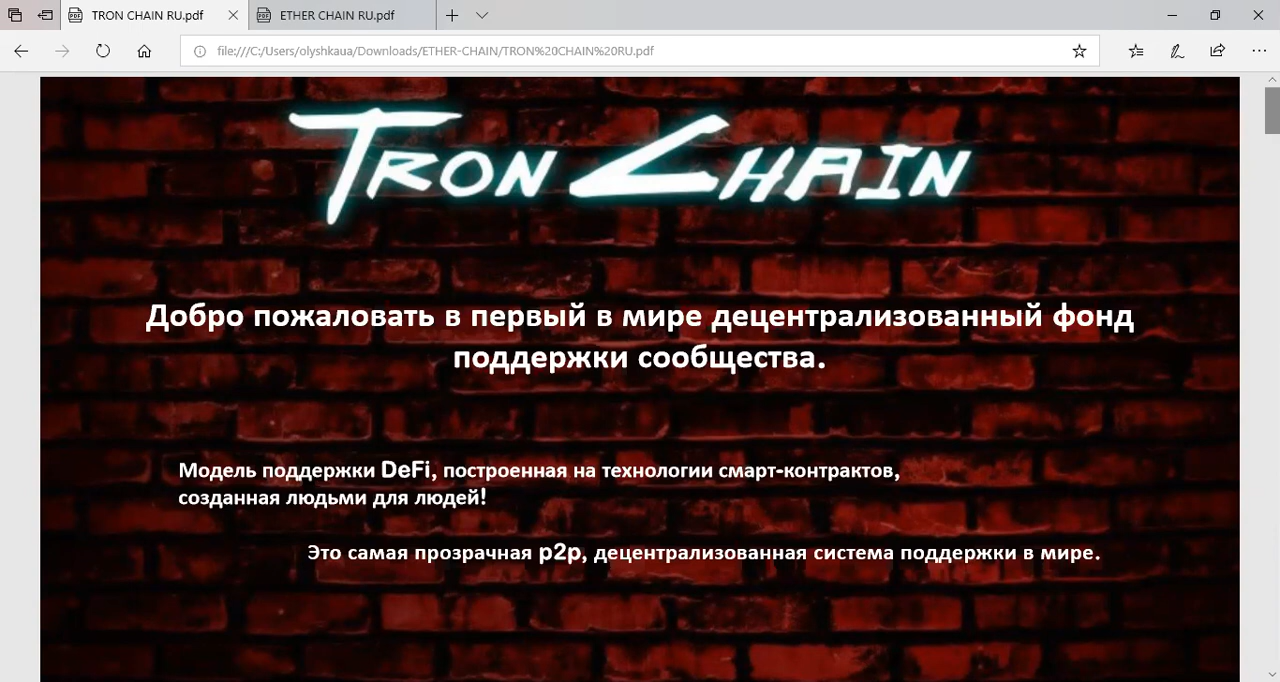 TRON CHAIN RU.pdf
ETHER CHAIN RU.pdf
file:///C:/Users/olyshkaua/Downloads/ETHER-CHAIN/TRON%20CHAIN%20RU.pdf
TRON CHAIN
Добро пожаловать в первый в мире децентрализованный фонд
поддержки сообщества.
Модель поддержки DeFi, построенная на технологии смарт-контрактов,
созданная людьми для людей!
Это самая прозрачная p2p, децентрализованная система поддержки в мире.